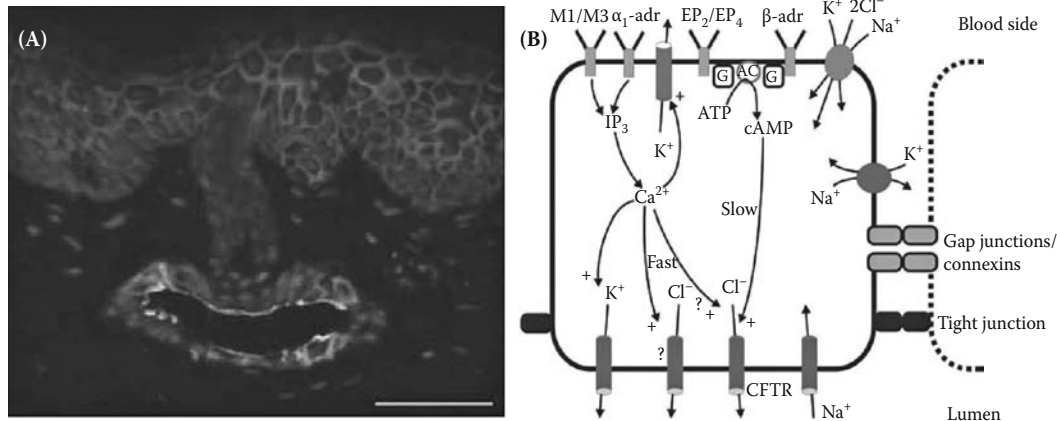 (A)
(B)
M1/M3 α₁-adr EP₂/EP₄ β-adr K⁺ 2Cl⁻
Na⁺
Blood side
G AC G
ATP
cAMP
IP₃
K⁺
+
Ca²⁺
Slow
Fast
K⁺
Na⁺
Gap junctions/
connexins
+
K⁺
Cl⁻
?
Cl⁻
+
+
+
?
Tight junction
CFTR
Na⁺
Lumen